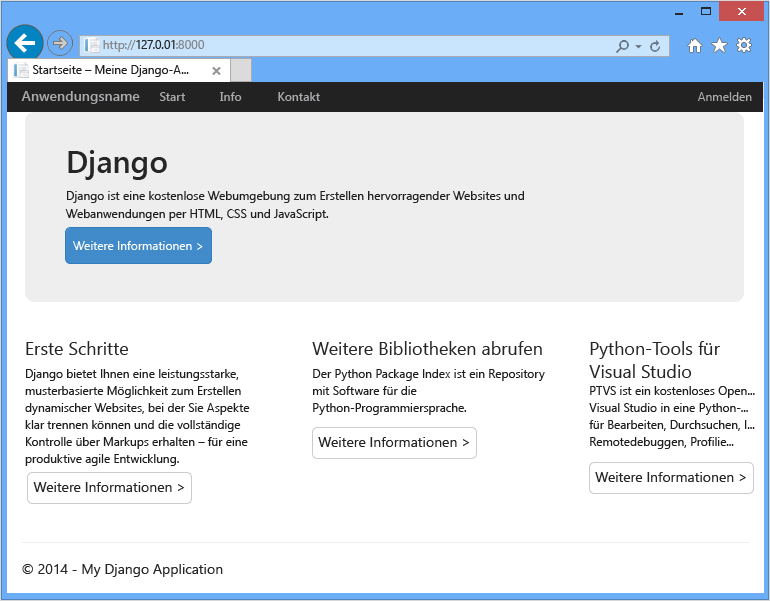 http://127.0.01:8000
Startseite – Meine Django-A...
Anwendungsname Start Info Kontakt Anmelden
Django
Django ist eine kostenlose Webumgebung zum Erstellen hervorragender Websites und
Webanwendungen per HTML, CSS und JavaScript.
Weitere Informationen >
Erste Schritte
Django bietet Ihnen eine leistungsstarke,
musterbasierte Möglichkeit zum Erstellen
dynamischer Websites, bei der Sie Aspekte
klar trennen können und die vollständige
Kontrolle über Markups erhalten – für eine
produktive agile Entwicklung.
Weitere Informationen >
Weitere Bibliotheken abrufen
Der Python Package Index ist ein Repository
mit Software für die
Python-Programmiersprache.
Weitere Informationen >
Python-Tools für
Visual Studio
PTVS ist ein kostenloses Open...
Visual Studio in eine Python-...
für Bearbeiten, Durchsuchen, I...
Remotedebuggen, Profilie...
Weitere Informationen >
© 2014 - My Django Application